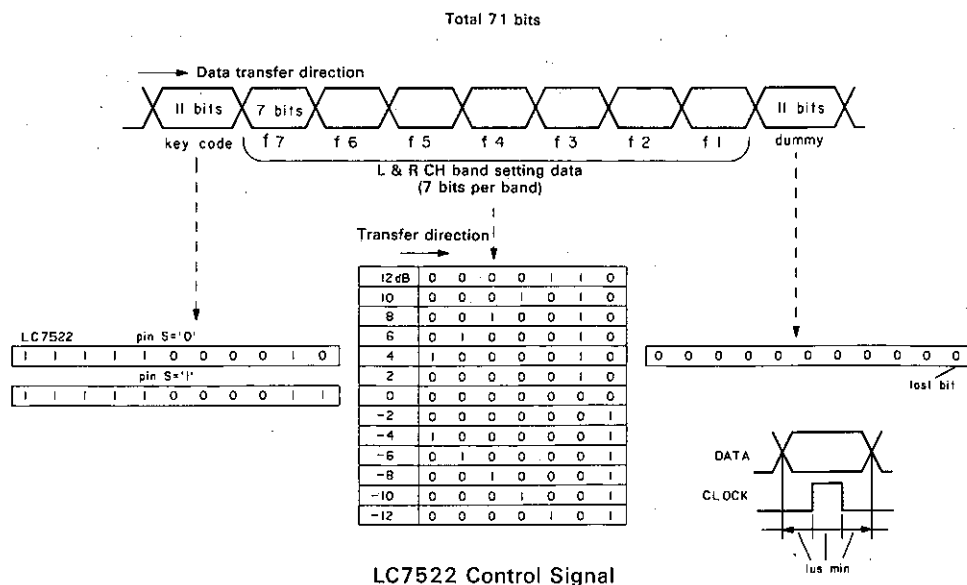 Total 71 bits
Data transfer direction
11 bits 7 bits 11 bits
key code f7 f6 f5 f4 f3 f2 f1 dummy
L & R CH band setting data
(7 bits per band)
Transfer direction
12dB 0 0 0 0 1 1 0
10 0 0 0 1 0 1 0
8 0 0 1 0 0 1 0
6 0 1 0 0 0 1 0
4 1 0 0 0 0 1 0
2 0 0 0 0 0 1 0
0 0 0 0 0 0 0 0
-2 0 0 0 0 0 0 1
-4 1 0 0 0 0 0 1
-6 0 1 0 0 0 0 1
-8 0 0 1 0 0 0 1
-10 0 0 0 1 0 0 1
-12 0 0 0 0 1 0 1
LC7522 pin S='0'
1 1 1 1 1 0 0 0 0 1 0
pin S='1'
1 1 1 1 1 0 0 0 0 1 1
0 0 0 0 0 0 0 0 0 0 0 0 0
last bit
DATA
CLOCK
1us min
LC7522 Control Signal